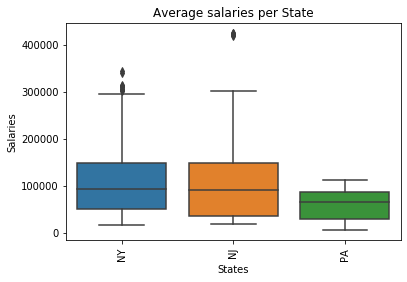 Average salaries per State
Salaries
400000
300000
200000
100000
0
NY
NJ
PA
States